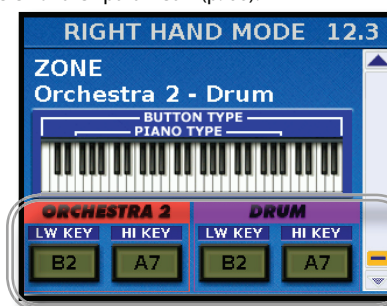 RIGHT HAND MODE 12.3
ZONE
Orchestra 2 - Drum
BUTTON TYPE
PIANO TYPE
ORCHESTRA 2 DRUM
LW KEY HI KEY LW KEY HI KEY
B2 A7 B2 A7